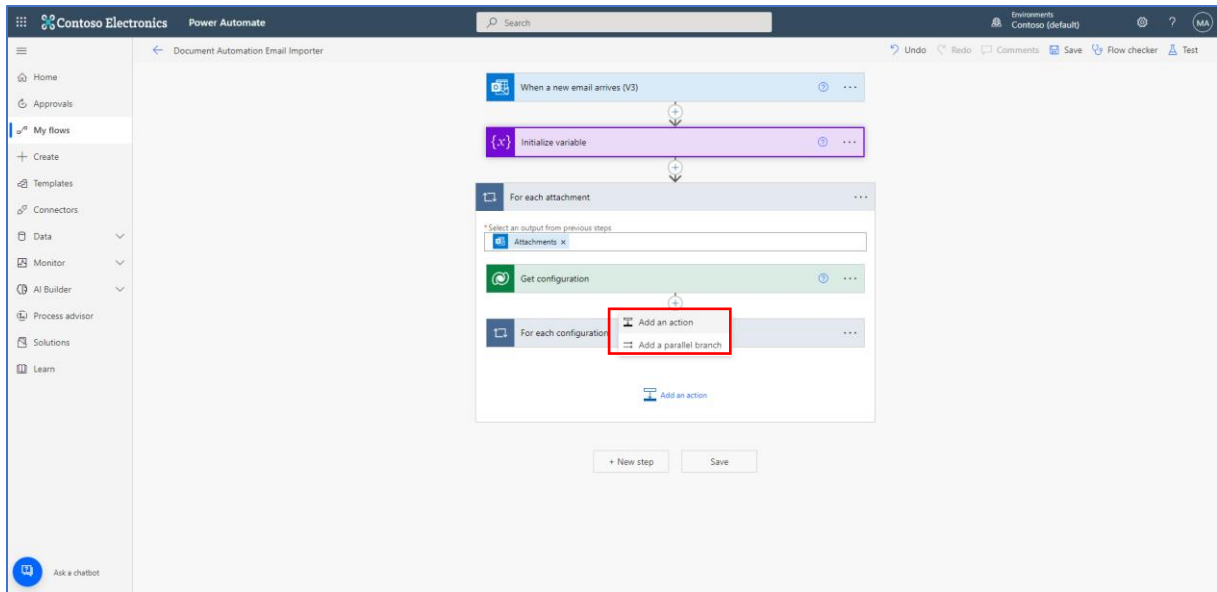 Contoso Electronics Power Automate
Search
Environments
Contoso (default)
?
MA
Document Automation Email Importer
Undo Redo Comments Save Flow checker Test
Home
Approvals
My flows
Create
Templates
Connectors
Data
Monitor
AI Builder
Process advisor
Solutions
Learn
Ask a chatbot
When a new email arrives (V3)
{x} Initialize variable
For each attachment
* Select an output from previous steps
Attachments x
Get configuration
For each configuration
Add an action
Add a parallel branch
Add an action
+ New step Save